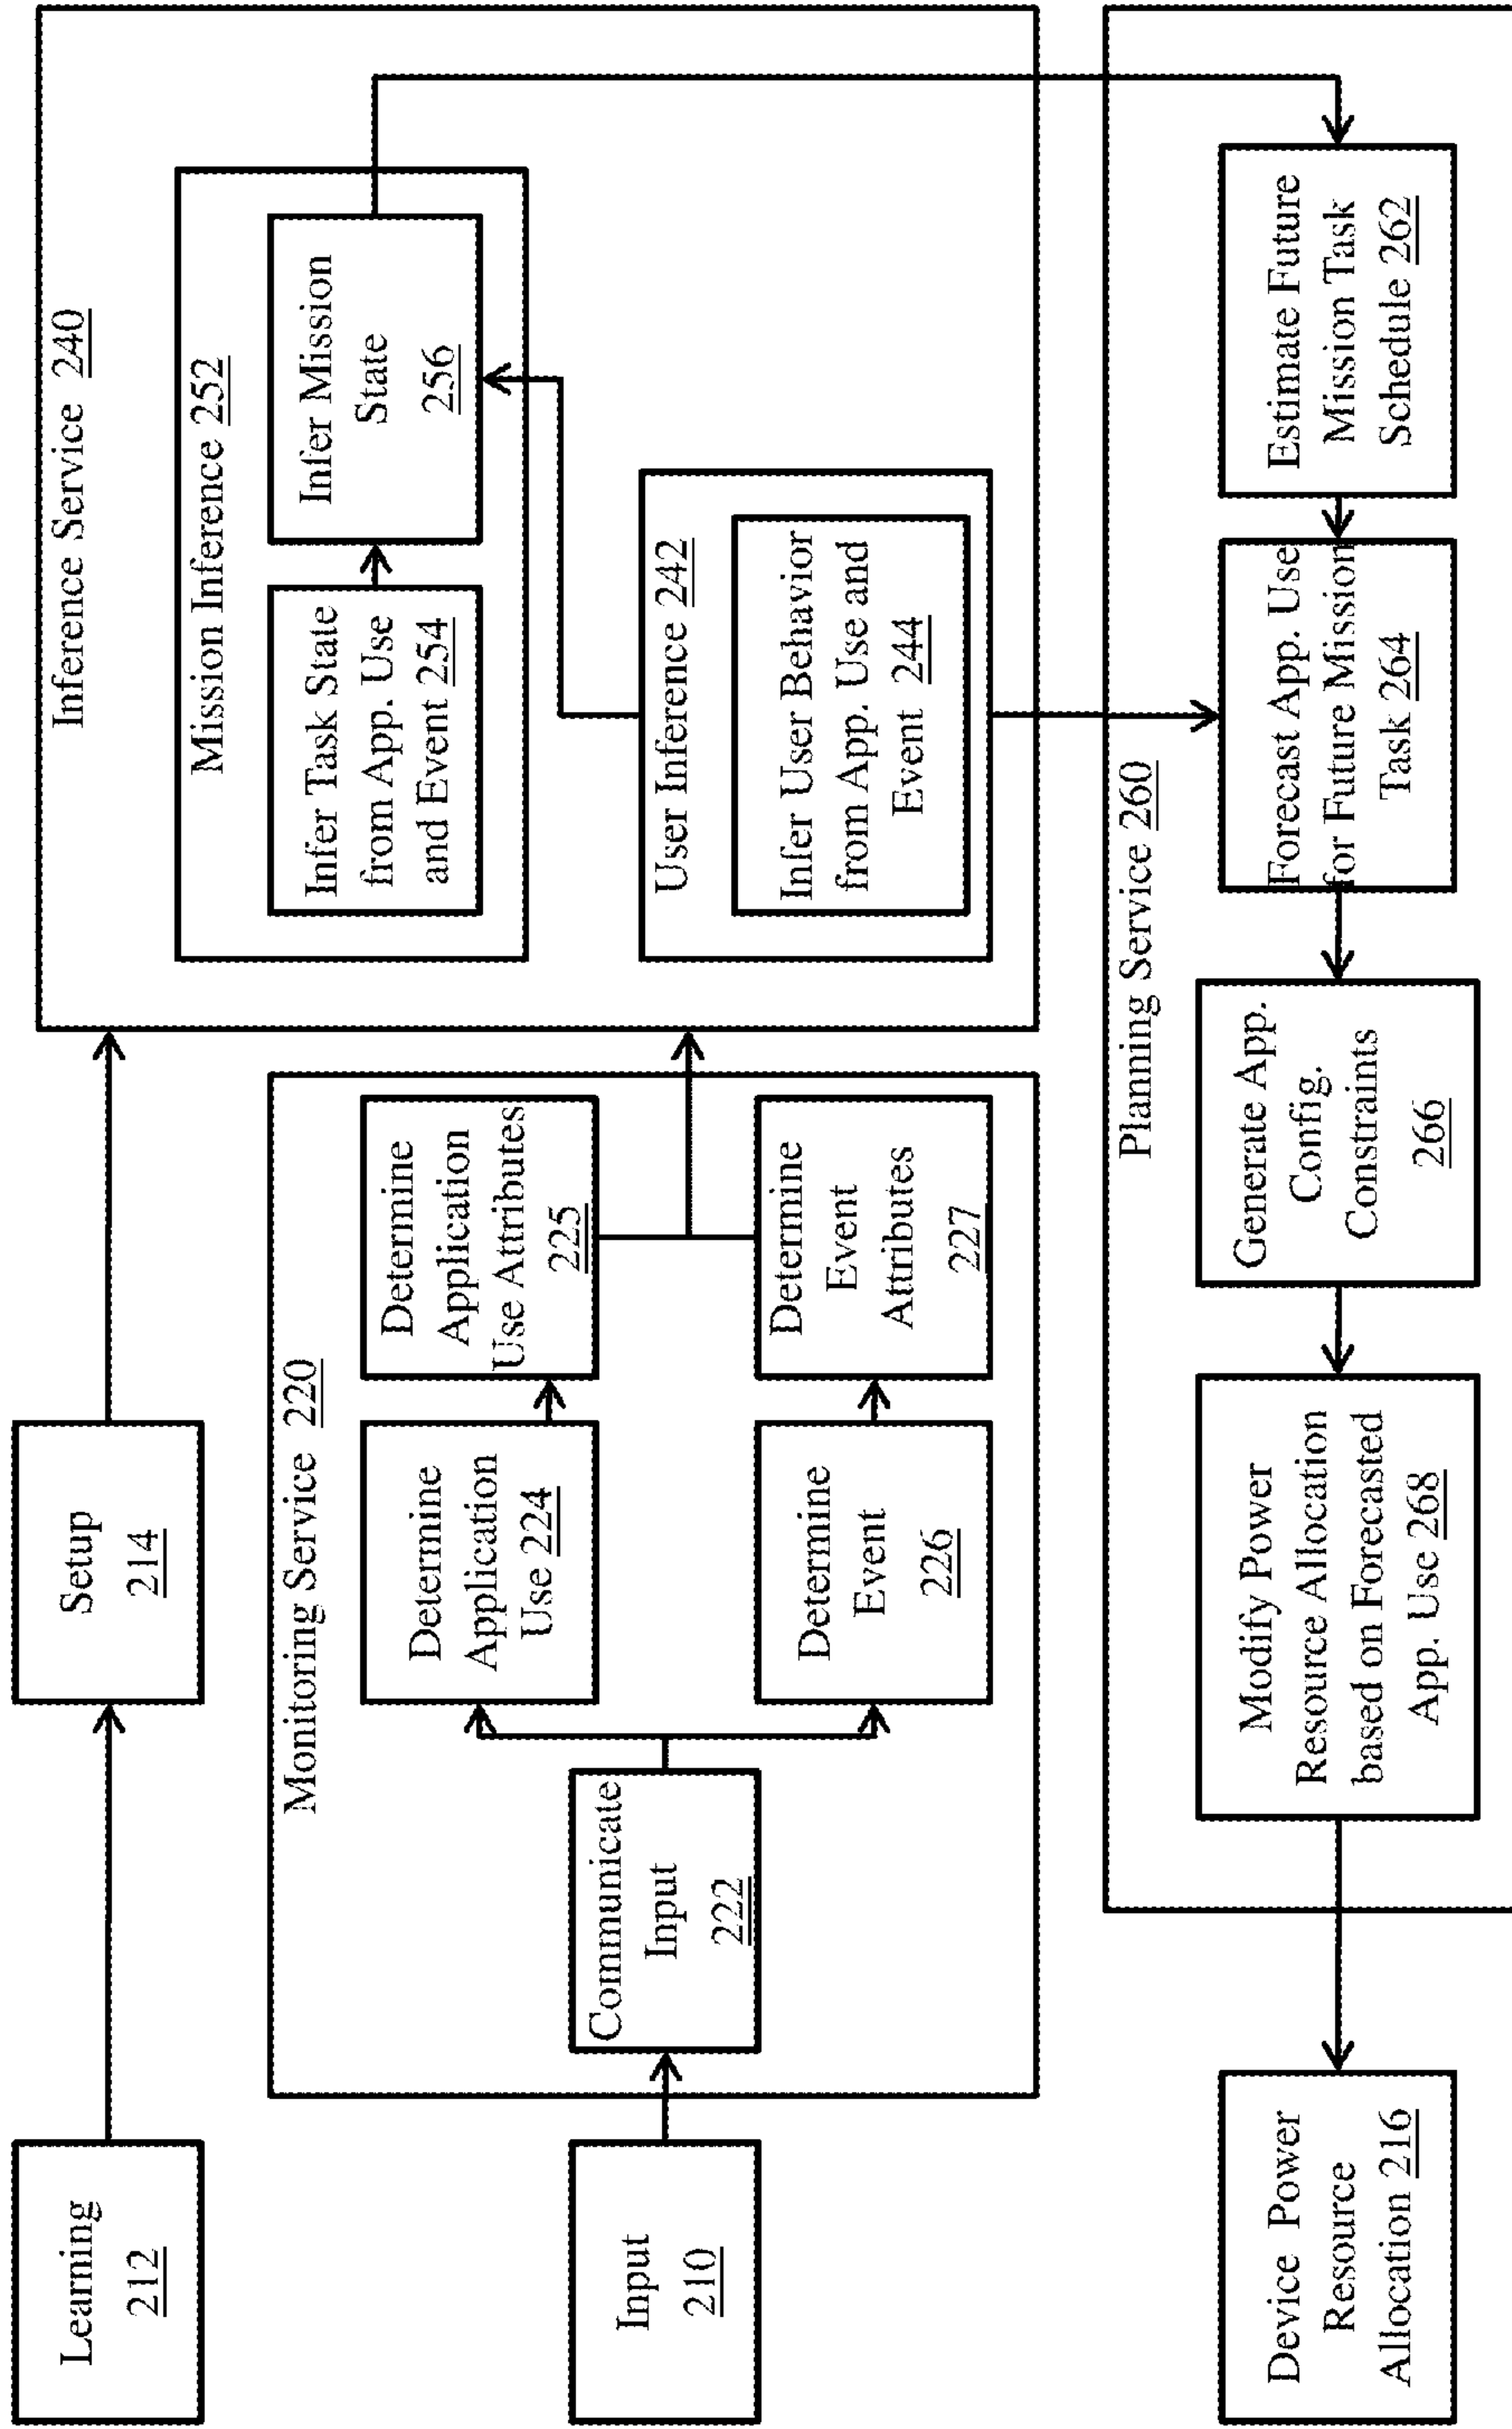 Learning
212
Setup
214
Input
210
Monitoring Service 220
Communicate
Input
222
Determine
Application
Use 224
Determine
Application
Use Attributes
225
Determine
Event
226
Determine
Event
Attributes
227
Inference Service 240
Mission Inference 252
Infer Task State
from App. Use
and Event 254
Infer Mission
State
256
User Inference 242
Infer User Behavior
from App. Use and
Event 244
Planning Service 260
Estimate Future
Mission Task
Schedule 262
Forecast App. Use
for Future Mission
Task 264
Generate App.
Config.
Constraints
266
Modify Power
Resource Allocation
based on Forecasted
App. Use 268
Device Power
Resource
Allocation 216